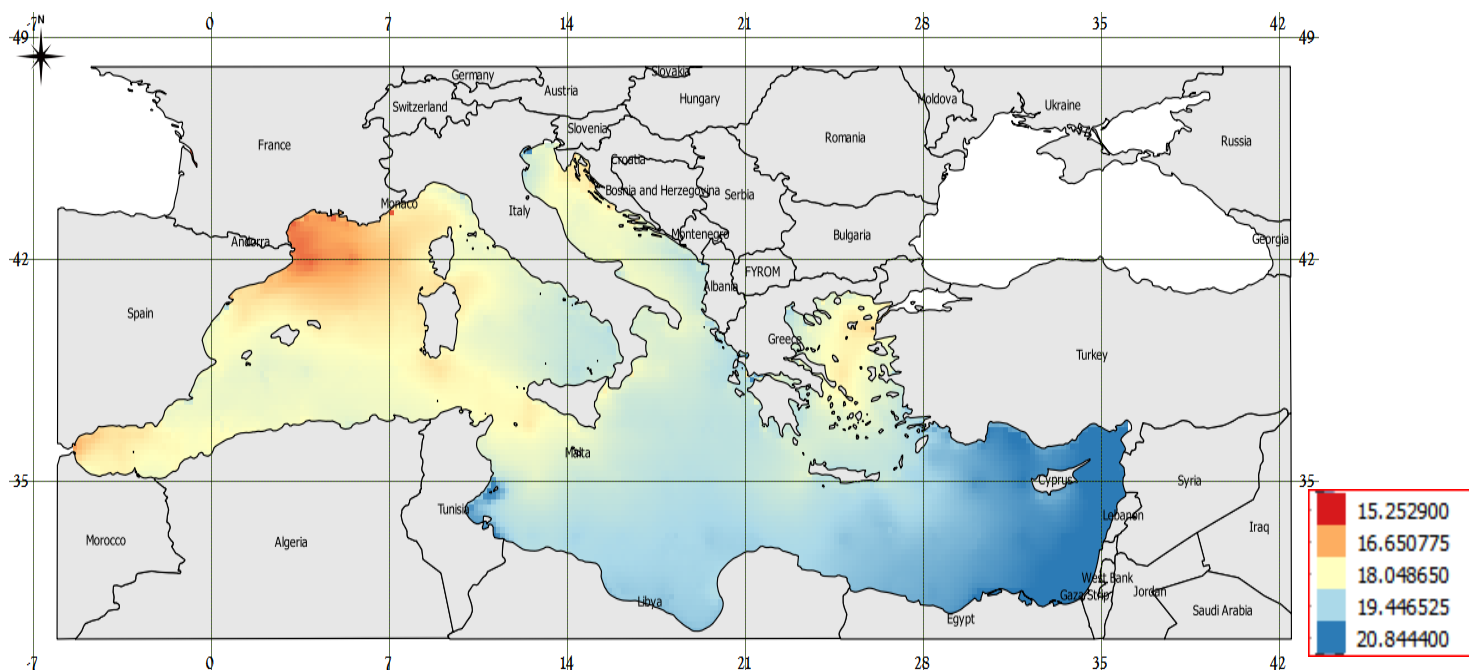 N
-7 0 7 14 21 28 35 42
49 49
Germany
Slovakia
Austria
Switzerland
Hungary
Moldova
Ukraine
Slovenia
France
Romania
Russia
Croatia
Bosnia and Herzegovina
Serbia
Monaco
Italy
Andorra
Montenegro
Bulgaria
Georgia
42 42
FYROM
Albania
Spain
Greece
Turkey
Malta
35 35
Cyprus
Syria
Tunisia
Lebanon
Iraq
Morocco
Algeria
West Bank
Gaza Strip
Jordan
Libya
Egypt
Saudi Arabia
-7 0 7 14 21 28 35 42
15.252900
16.650775
18.048650
19.446525
20.844400